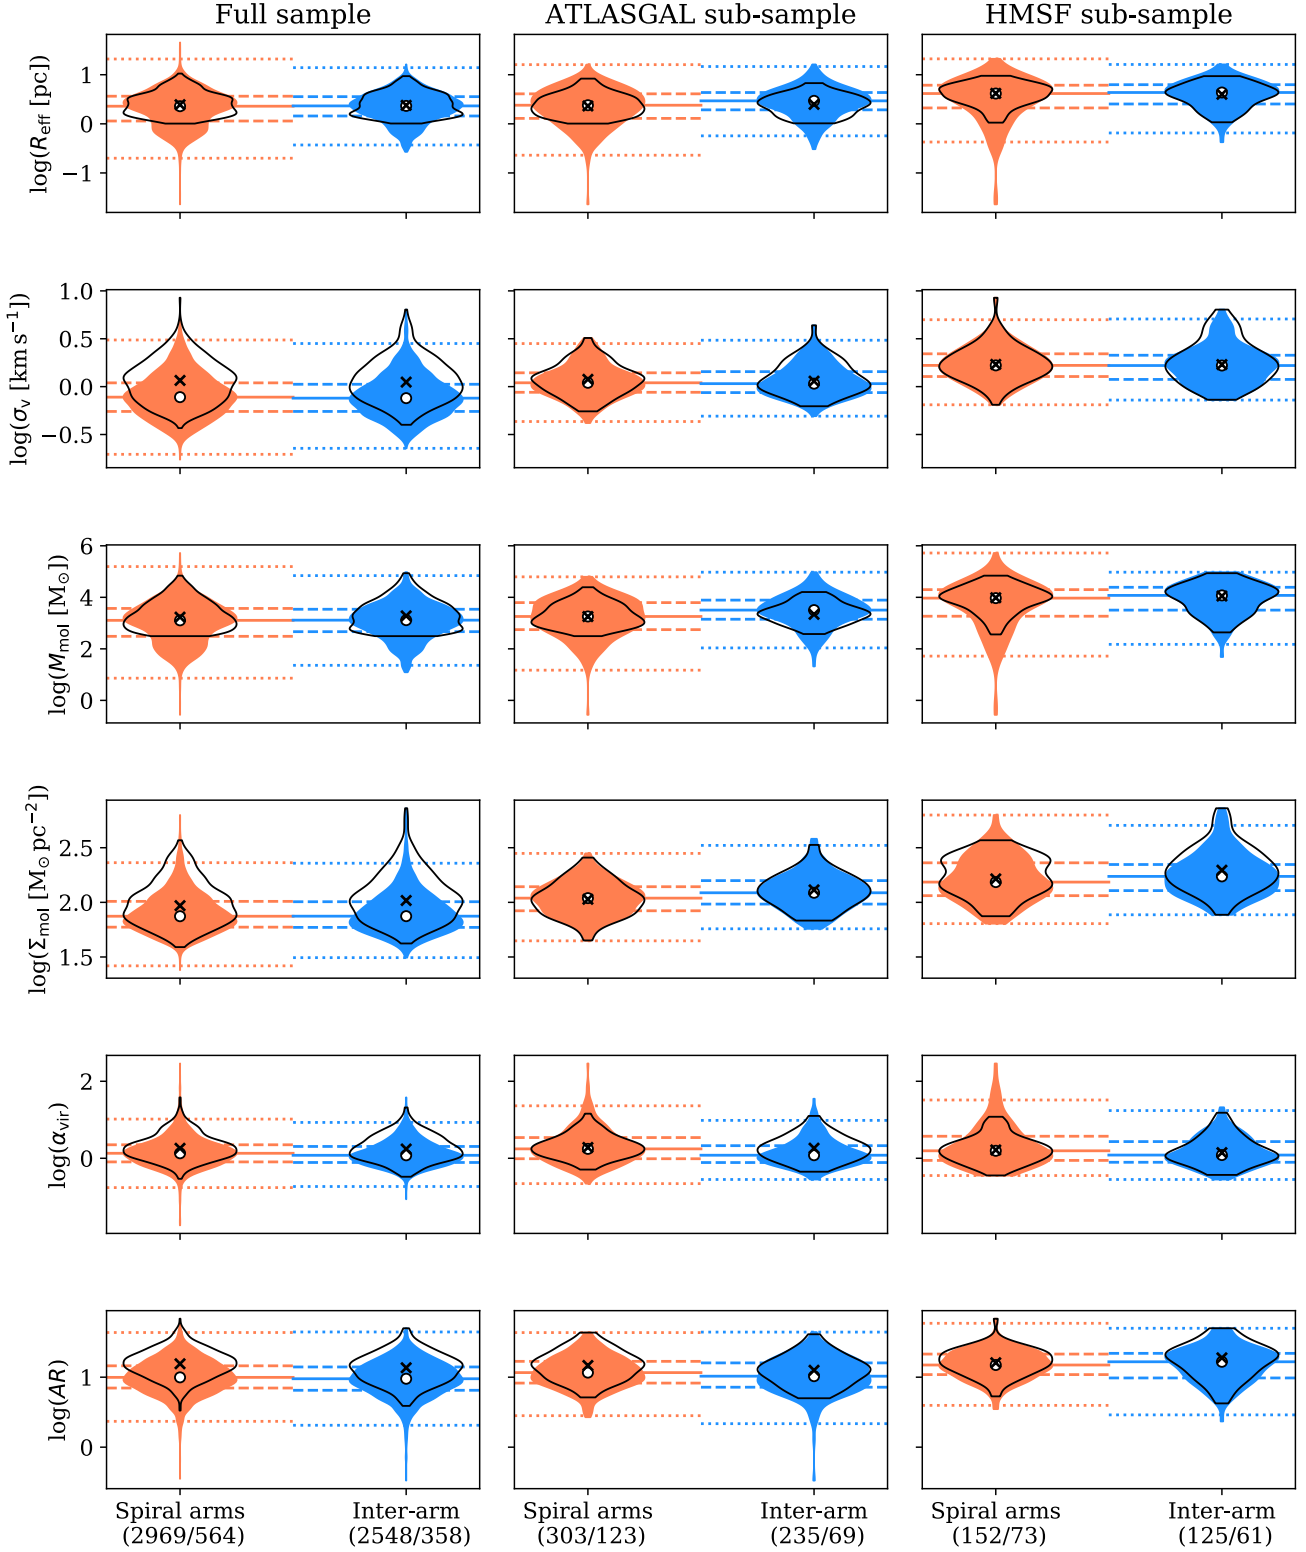 Full sample
ATLASGAL sub-sample
HMSF sub-sample
log(R_eff [pc])
1
0
−1
log(σ_v [km s⁻¹])
1.0
0.5
0.0
−0.5
log(M_mol [M_⊙])
6
4
2
0
log(Σ_mol [M_⊙ pc⁻²])
2.5
2.0
1.5
log(α_vir)
2
0
log(AR)
1
0
Spiral arms
(2969/564)
Inter-arm
(2548/358)
Spiral arms
(303/123)
Inter-arm
(235/69)
Spiral arms
(152/73)
Inter-arm
(125/61)